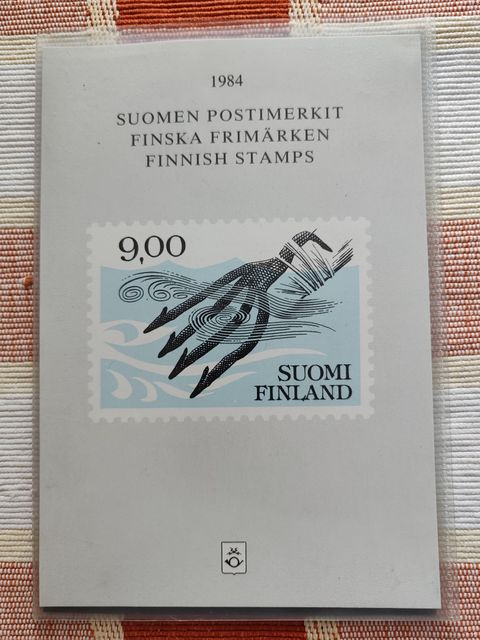 1984
SUOMEN POSTIMERKIT
FINSKA FRIMÄRKEN
FINNISH STAMPS
9,00
SUOMI
FINLAND